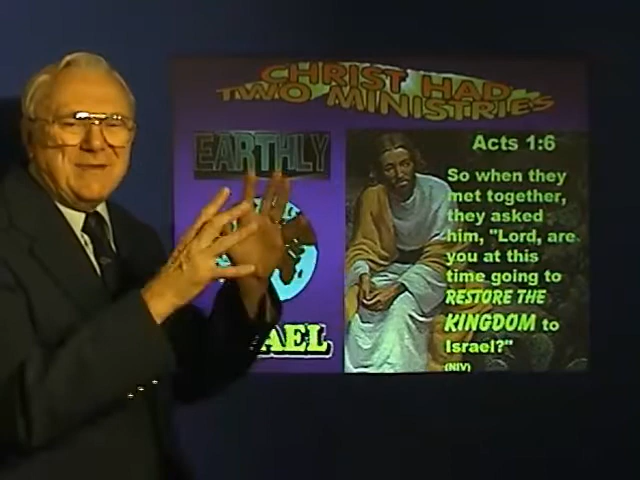 CHRIST HAD
TWO MINISTRIES
EARTHLY
Acts 1:6
So when they
met together,
they asked
him, "Lord, are
you at this
time going to
RESTORE THE
KINGDOM to
Israel?"
(NIV)